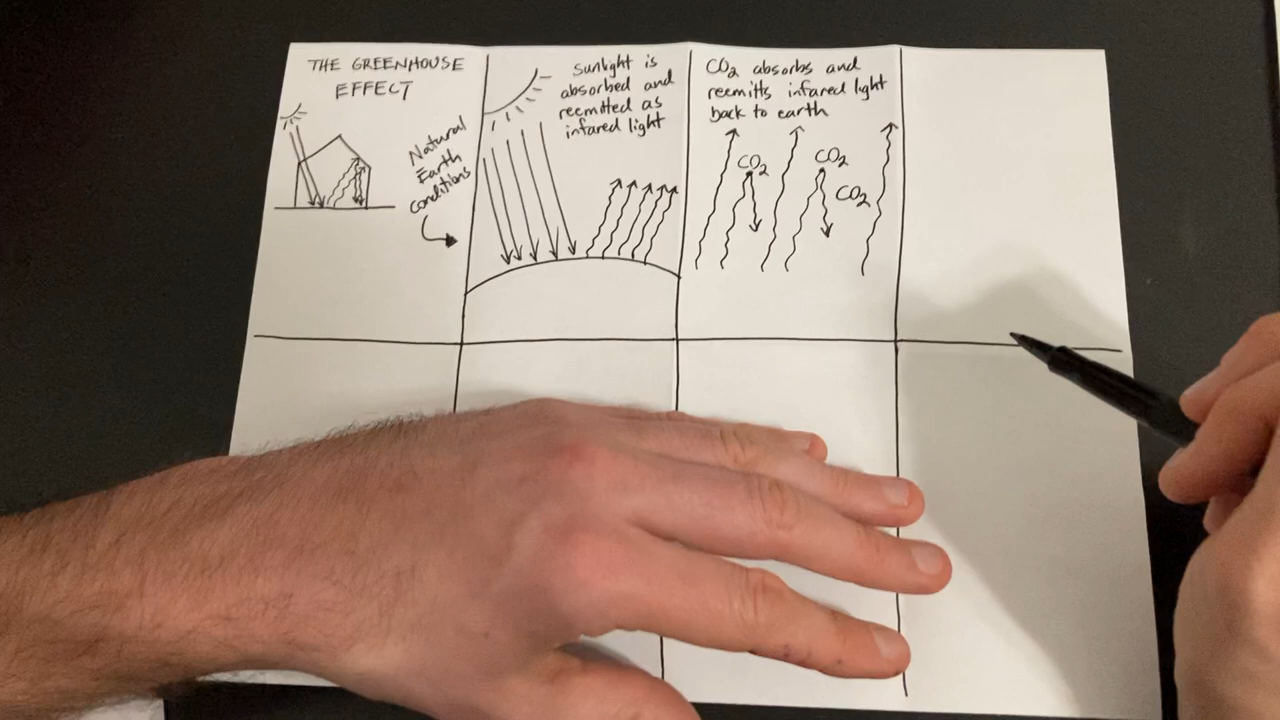 THE GREENHOUSE
EFFECT
Natural
Earth
conditions
Sunlight is
absorbed and
reemitted as
infared light
CO2 absorbs and
reemitts infared light
back to earth
CO2
CO2
CO2